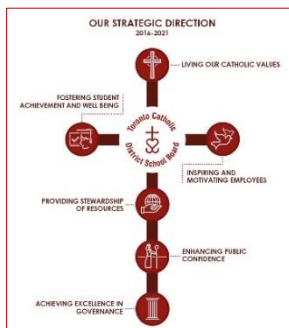 OUR STRATEGIC DIRECTION
2016-2021
LIVING OUR CATHOLIC VALUES
FOSTERING STUDENT
ACHIEVEMENT AND WELL BEING
Toronto Catholic
District School Board
INSPIRING AND
MOTIVATING EMPLOYEES
PROVIDING STEWARDSHIP
OF RESOURCES
ENHANCING PUBLIC
CONFIDENCE
ACHIEVING EXCELLENCE IN
GOVERNANCE